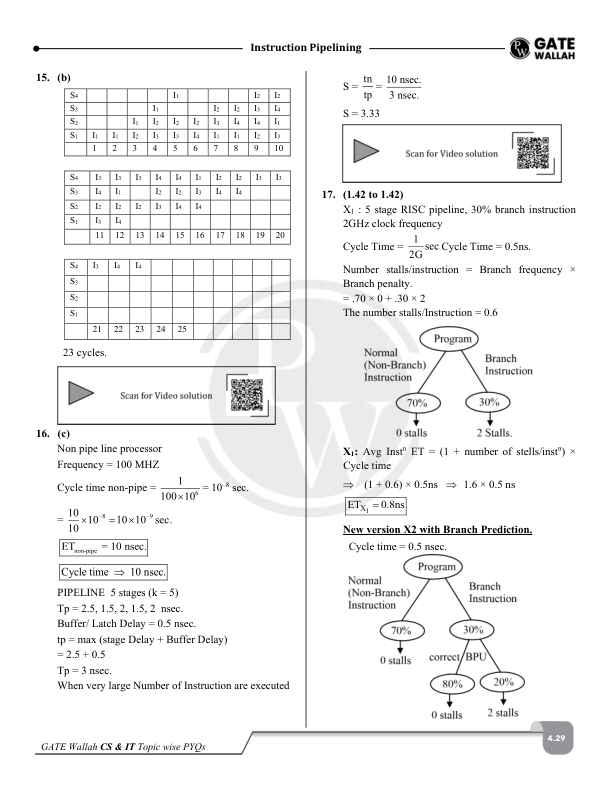 Instruction Pipelining
GATE
WALLAH
15. (b)
S4 I1 I2 I2
S3 I1 I2 I2 I3 I4
S2 I1 I2 I2 I2 I3 I4 I4 I1
S1 I1 I1 I2 I3 I3 I4 I1 I1 I2 I3
1 2 3 4 5 6 7 8 9 10
S4 I3 I3 I3 I4 I4 I1 I2 I2 I3 I3
S3 I4 I1 I2 I2 I3 I4 I4
S2 I2 I2 I2 I3 I4 I4
S1 I3 I4
11 12 13 14 15 16 17 18 19 20
S4 I3 I4 I4
S3
S2
S1
21 22 23 24 25
23 cycles.
Scan for Video solution
16. (c)
Non pipe line processor
Frequency = 100 MHZ
Cycle time non-pipe = 1/(100×10⁶) = 10⁻⁸ sec.
= 10/10 ×10⁻⁸ = 10×10⁻⁹ sec.
ETnon-pipe = 10 nsec.
Cycle time ⇒ 10 nsec.
PIPELINE 5 stages (k = 5)
Tp = 2.5, 1.5, 2, 1.5, 2 nsec.
Buffer/ Latch Delay = 0.5 nsec.
tp = max (stage Delay + Buffer Delay)
= 2.5 + 0.5
Tp = 3 nsec.
When very large Number of Instruction are executed
S = tn/tp = 10 nsec./3 nsec.
S = 3.33
Scan for Video solution
17. (1.42 to 1.42)
X1 : 5 stage RISC pipeline, 30% branch instruction
2GHz clock frequency
Cycle Time = 1/2G sec Cycle Time = 0.5ns.
Number stalls/instruction = Branch frequency ×
Branch penalty.
= .70 × 0 + .30 × 2
The number stalls/Instruction = 0.6
Program
Normal
(Non-Branch)
Instruction
Branch
Instruction
70%
30%
0 stalls
2 Stalls.
X1: Avg Instⁿ ET = (1 + number of stells/instⁿ) ×
Cycle time
⇒ (1 + 0.6) × 0.5ns ⇒ 1.6 × 0.5 ns
ETX1 = 0.8ns
New version X2 with Branch Prediction.
Cycle time = 0.5 nsec.
Program
Normal
(Non-Branch)
Instruction
Branch
Instruction
70%
30%
0 stalls
correct BPU
80%
20%
0 stalls
2 stalls
GATE Wallah CS & IT Topic wise PYQs
4.29